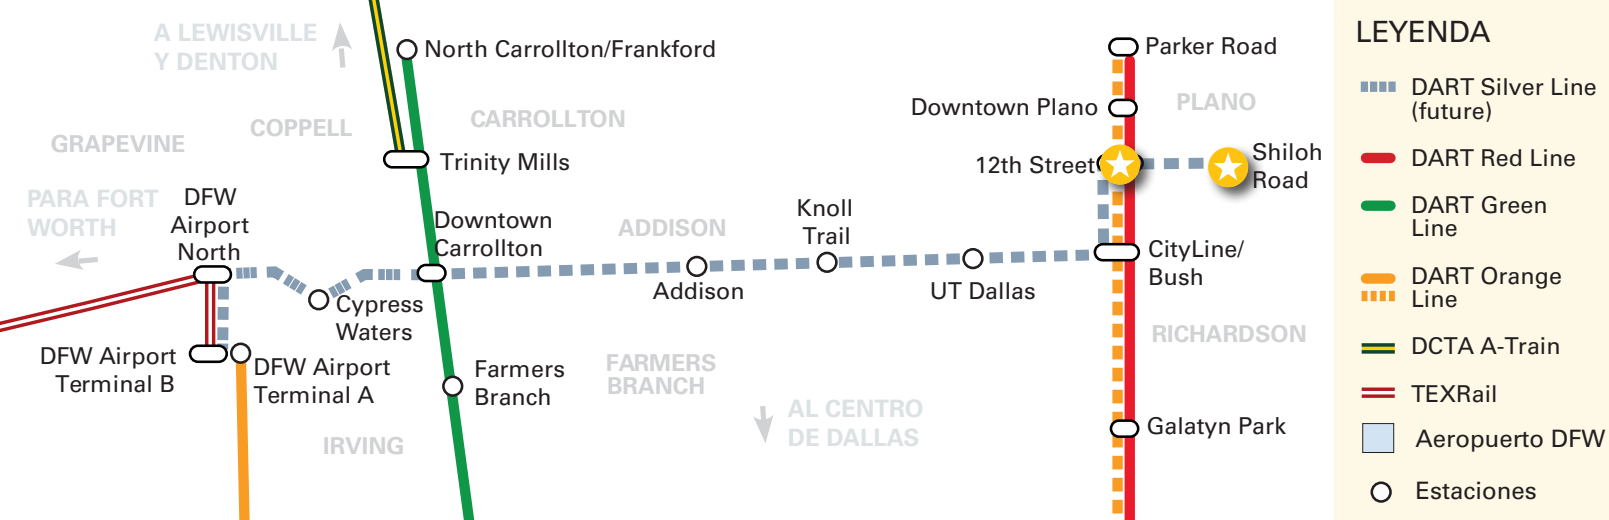 A LEWISVILLE
Y DENTON
North Carrollton/Frankford
Parker Road
Downtown Plano
PLANO
COPPELL
CARROLLTON
GRAPEVINE
Trinity Mills
12th Street
Shiloh
Road
PARA FORT
WORTH
DFW
Airport
North
Downtown
Carrollton
ADDISON
Knoll
Trail
CityLine/
Bush
Cypress
Waters
Addison
UT Dallas
RICHARDSON
DFW Airport
Terminal B
DFW Airport
Terminal A
Farmers
Branch
FARMERS
BRANCH
AL CENTRO
DE DALLAS
IRVING
Galatyn Park
LEYENDA
DART Silver Line
(future)
DART Red Line
DART Green
Line
DART Orange
Line
DCTA A-Train
TEXRail
Aeropuerto DFW
Estaciones